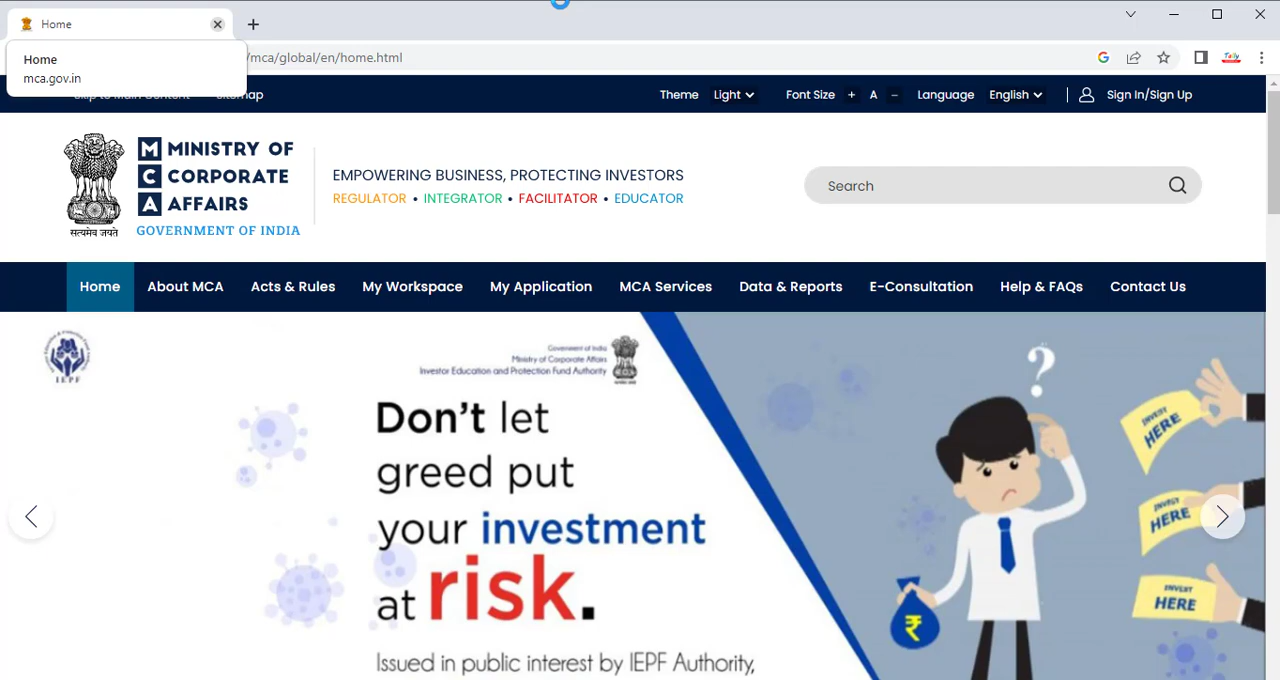 Home
Home
mca.gov.in
/mca/global/en/home.html
Tally
Skip to Main Content Sitemap
Theme Light Font Size + A - Language English Sign In/Sign Up
M MINISTRY OF
C CORPORATE
A AFFAIRS
सत्यमेव जयते GOVERNMENT OF INDIA
EMPOWERING BUSINESS, PROTECTING INVESTORS
REGULATOR • INTEGRATOR • FACILITATOR • EDUCATOR
Search
Home About MCA Acts & Rules My Workspace My Application MCA Services Data & Reports E-Consultation Help & FAQs Contact Us
IEPF
Government of India
Ministry of Corporate Affairs
Investor Education and Protection Fund Authority
Don't let
greed put
your investment
at risk.
Issued in public interest by IEPF Authority,
?
INVEST
HERE
INVEST
HERE
INVEST
HERE
₹